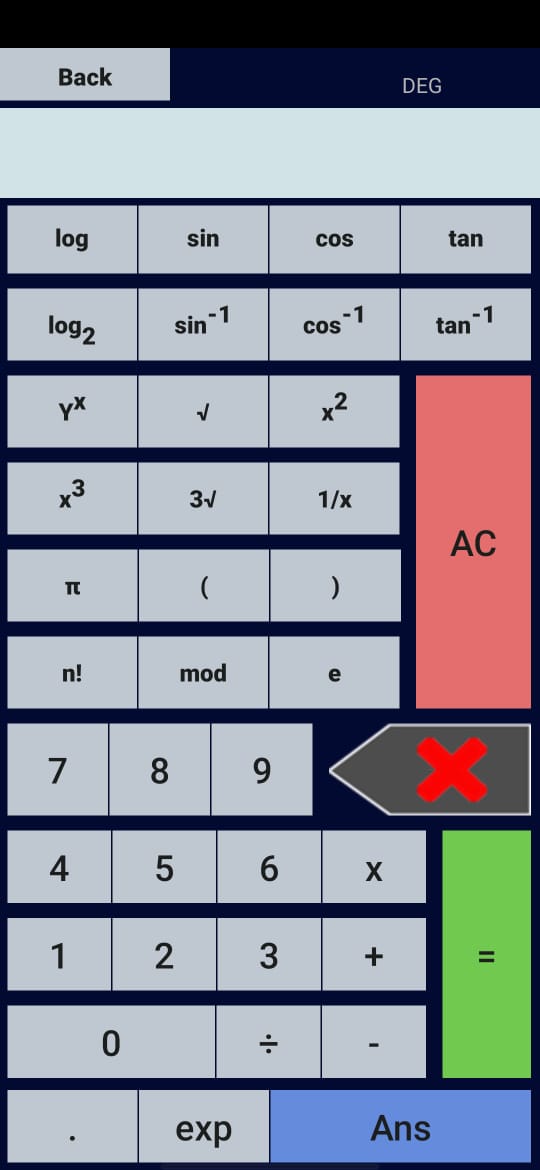 Back
DEG
log sin cos tan
log₂ sin⁻¹ cos⁻¹ tan⁻¹
Yˣ √ x²
x³ 3√ 1/x
AC
π ( )
n! mod e
7 8 9
4 5 6 x
1 2 3 + =
0 ÷ -
. exp Ans